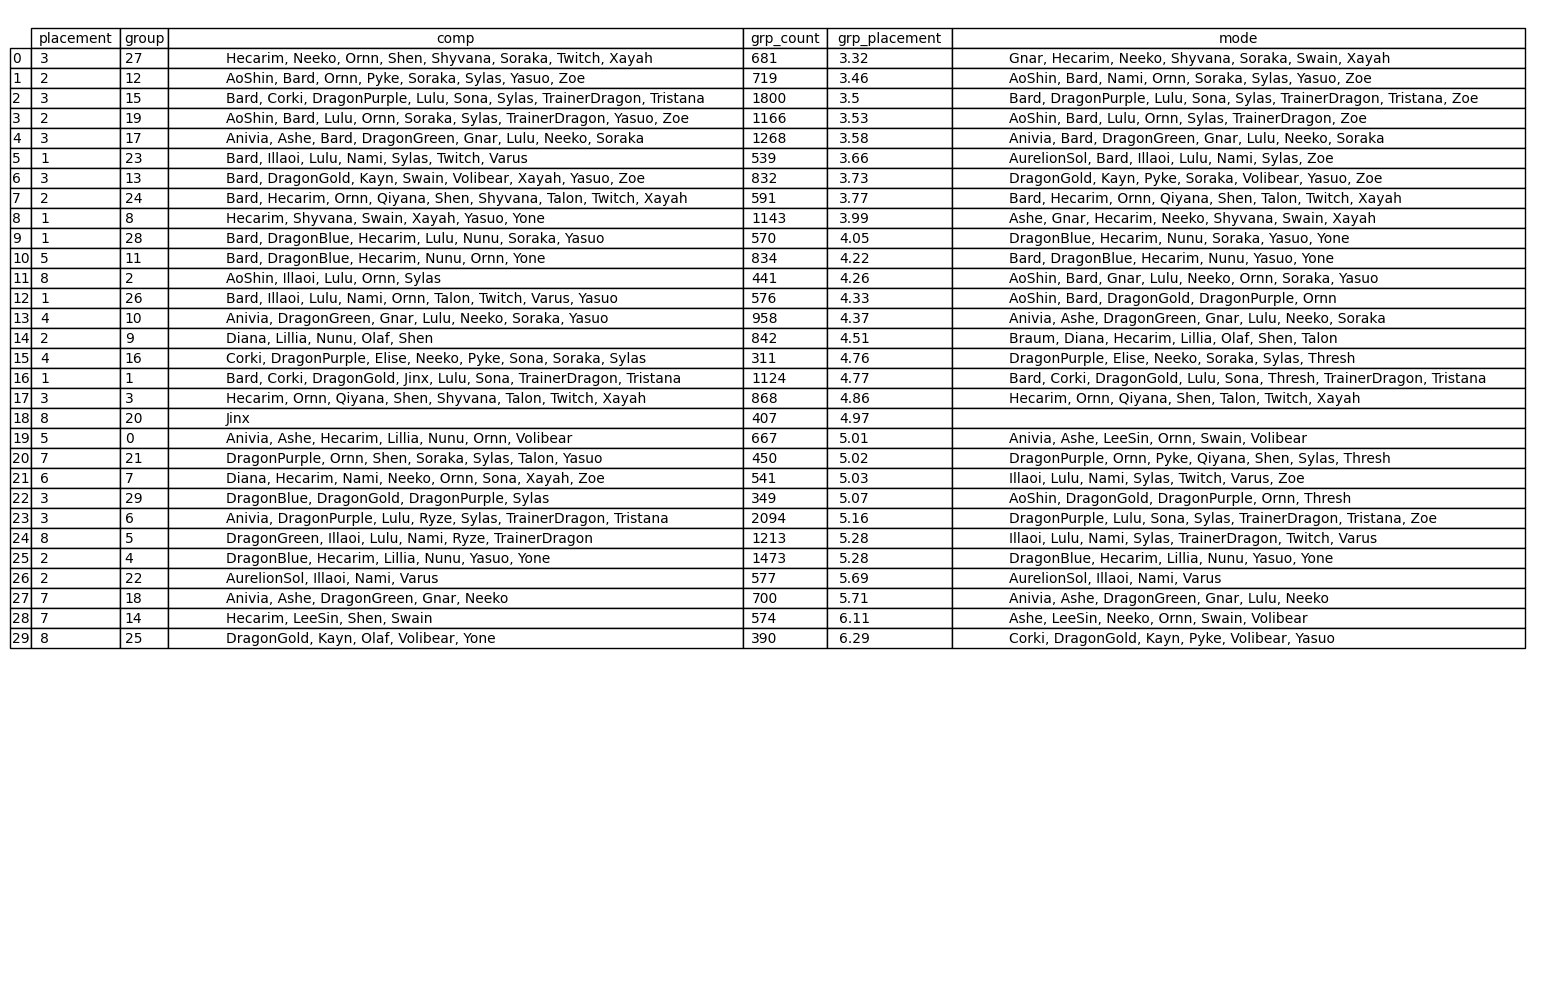 placement group comp grp_count grp_placement mode
0 3 27 Hecarim, Neeko, Ornn, Shen, Shyvana, Soraka, Twitch, Xayah 681 3.32 Gnar, Hecarim, Neeko, Shyvana, Soraka, Swain, Xayah
1 2 12 AoShin, Bard, Ornn, Pyke, Soraka, Sylas, Yasuo, Zoe 719 3.46 AoShin, Bard, Nami, Ornn, Soraka, Sylas, Yasuo, Zoe
2 3 15 Bard, Corki, DragonPurple, Lulu, Sona, Sylas, TrainerDragon, Tristana 1800 3.5 Bard, DragonPurple, Lulu, Sona, Sylas, TrainerDragon, Tristana, Zoe
3 2 19 AoShin, Bard, Lulu, Ornn, Soraka, Sylas, TrainerDragon, Yasuo, Zoe 1166 3.53 AoShin, Bard, Lulu, Ornn, Sylas, TrainerDragon, Zoe
4 3 17 Anivia, Ashe, Bard, DragonGreen, Gnar, Lulu, Neeko, Soraka 1268 3.58 Anivia, Bard, DragonGreen, Gnar, Lulu, Neeko, Soraka
5 1 23 Bard, Illaoi, Lulu, Nami, Sylas, Twitch, Varus 539 3.66 AurelionSol, Bard, Illaoi, Lulu, Nami, Sylas, Zoe
6 3 13 Bard, DragonGold, Kayn, Swain, Volibear, Xayah, Yasuo, Zoe 832 3.73 DragonGold, Kayn, Pyke, Soraka, Volibear, Yasuo, Zoe
7 2 24 Bard, Hecarim, Ornn, Qiyana, Shen, Shyvana, Talon, Twitch, Xayah 591 3.77 Bard, Hecarim, Ornn, Qiyana, Shen, Talon, Twitch, Xayah
8 1 8 Hecarim, Shyvana, Swain, Xayah, Yasuo, Yone 1143 3.99 Ashe, Gnar, Hecarim, Neeko, Shyvana, Swain, Xayah
9 1 28 Bard, DragonBlue, Hecarim, Lulu, Nunu, Soraka, Yasuo 570 4.05 DragonBlue, Hecarim, Nunu, Soraka, Yasuo, Yone
10 5 11 Bard, DragonBlue, Hecarim, Nunu, Ornn, Yone 834 4.22 Bard, DragonBlue, Hecarim, Nunu, Yasuo, Yone
11 8 2 AoShin, Illaoi, Lulu, Ornn, Sylas 441 4.26 AoShin, Bard, Gnar, Lulu, Neeko, Ornn, Soraka, Yasuo
12 1 26 Bard, Illaoi, Lulu, Nami, Ornn, Talon, Twitch, Varus, Yasuo 576 4.33 AoShin, Bard, DragonGold, DragonPurple, Ornn
13 4 10 Anivia, DragonGreen, Gnar, Lulu, Neeko, Soraka, Yasuo 958 4.37 Anivia, Ashe, DragonGreen, Gnar, Lulu, Neeko, Soraka
14 2 9 Diana, Lillia, Nunu, Olaf, Shen 842 4.51 Braum, Diana, Hecarim, Lillia, Olaf, Shen, Talon
15 4 16 Corki, DragonPurple, Elise, Neeko, Pyke, Sona, Soraka, Sylas 311 4.76 DragonPurple, Elise, Neeko, Soraka, Sylas, Thresh
16 1 1 Bard, Corki, DragonGold, Jinx, Lulu, Sona, TrainerDragon, Tristana 1124 4.77 Bard, Corki, DragonGold, Lulu, Sona, Thresh, TrainerDragon, Tristana
17 3 3 Hecarim, Ornn, Qiyana, Shen, Shyvana, Talon, Twitch, Xayah 868 4.86 Hecarim, Ornn, Qiyana, Shen, Talon, Twitch, Xayah
18 8 20 Jinx 407 4.97
19 5 0 Anivia, Ashe, Hecarim, Lillia, Nunu, Ornn, Volibear 667 5.01 Anivia, Ashe, LeeSin, Ornn, Swain, Volibear
20 7 21 DragonPurple, Ornn, Shen, Soraka, Sylas, Talon, Yasuo 450 5.02 DragonPurple, Ornn, Pyke, Qiyana, Shen, Sylas, Thresh
21 6 7 Diana, Hecarim, Nami, Neeko, Ornn, Sona, Xayah, Zoe 541 5.03 Illaoi, Lulu, Nami, Sylas, Twitch, Varus, Zoe
22 3 29 DragonBlue, DragonGold, DragonPurple, Sylas 349 5.07 AoShin, DragonGold, DragonPurple, Ornn, Thresh
23 3 6 Anivia, DragonPurple, Lulu, Ryze, Sylas, TrainerDragon, Tristana 2094 5.16 DragonPurple, Lulu, Sona, Sylas, TrainerDragon, Tristana, Zoe
24 8 5 DragonGreen, Illaoi, Lulu, Nami, Ryze, TrainerDragon 1213 5.28 Illaoi, Lulu, Nami, Sylas, TrainerDragon, Twitch, Varus
25 2 4 DragonBlue, Hecarim, Lillia, Nunu, Yasuo, Yone 1473 5.28 DragonBlue, Hecarim, Lillia, Nunu, Yasuo, Yone
26 2 22 AurelionSol, Illaoi, Nami, Varus 577 5.69 AurelionSol, Illaoi, Nami, Varus
27 7 18 Anivia, Ashe, DragonGreen, Gnar, Neeko 700 5.71 Anivia, Ashe, DragonGreen, Gnar, Lulu, Neeko
28 7 14 Hecarim, LeeSin, Shen, Swain 574 6.11 Ashe, LeeSin, Neeko, Ornn, Swain, Volibear
29 8 25 DragonGold, Kayn, Olaf, Volibear, Yone 390 6.29 Corki, DragonGold, Kayn, Pyke, Volibear, Yasuo